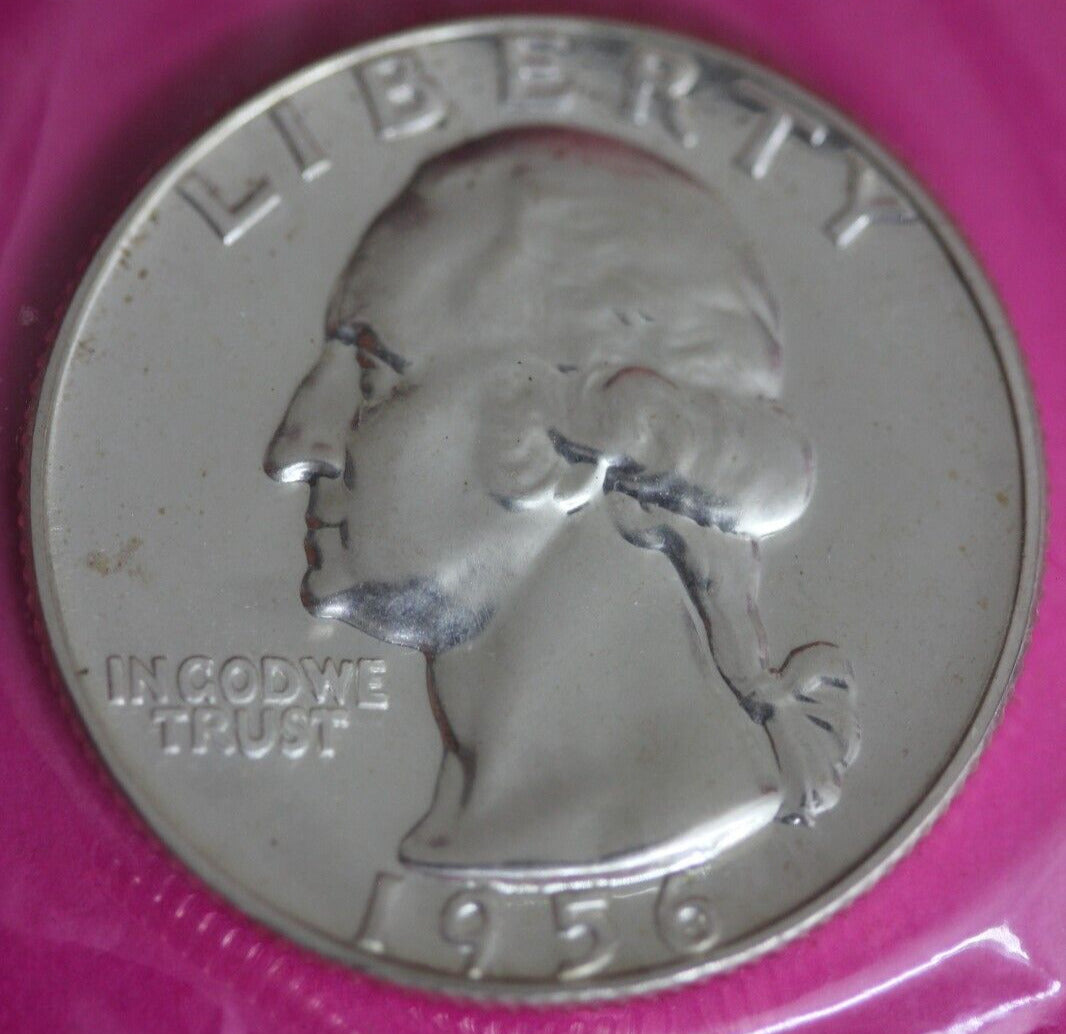 LIBERTY
IN GOD WE
TRUST
1956